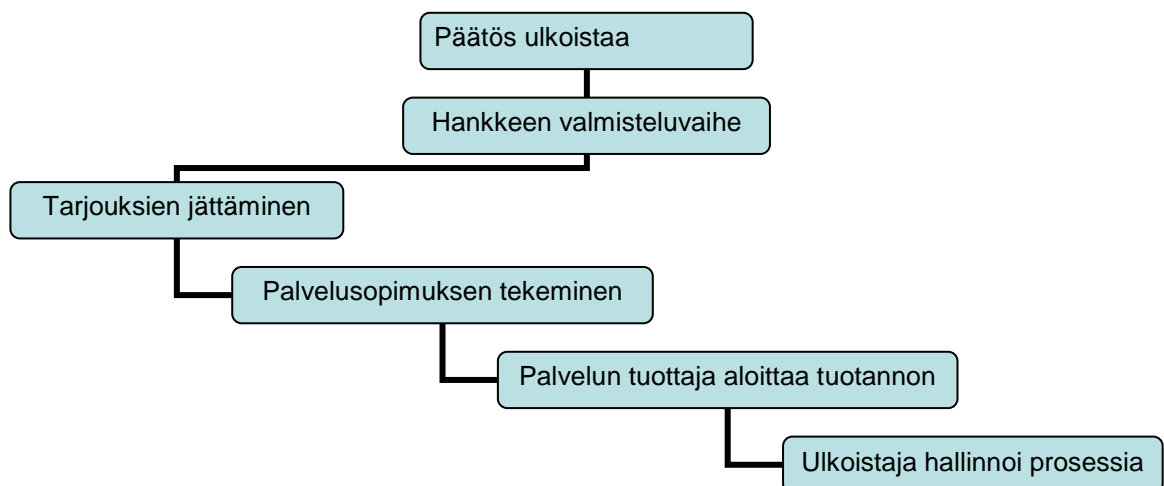 Päätös ulkoistaa
Hankkeen valmisteluvaihe
Tarjouksien jättäminen
Palvelusopimuksen tekeminen
Palvelun tuottaja aloittaa tuotannon
Ulkoistaja hallinnoi prosessia